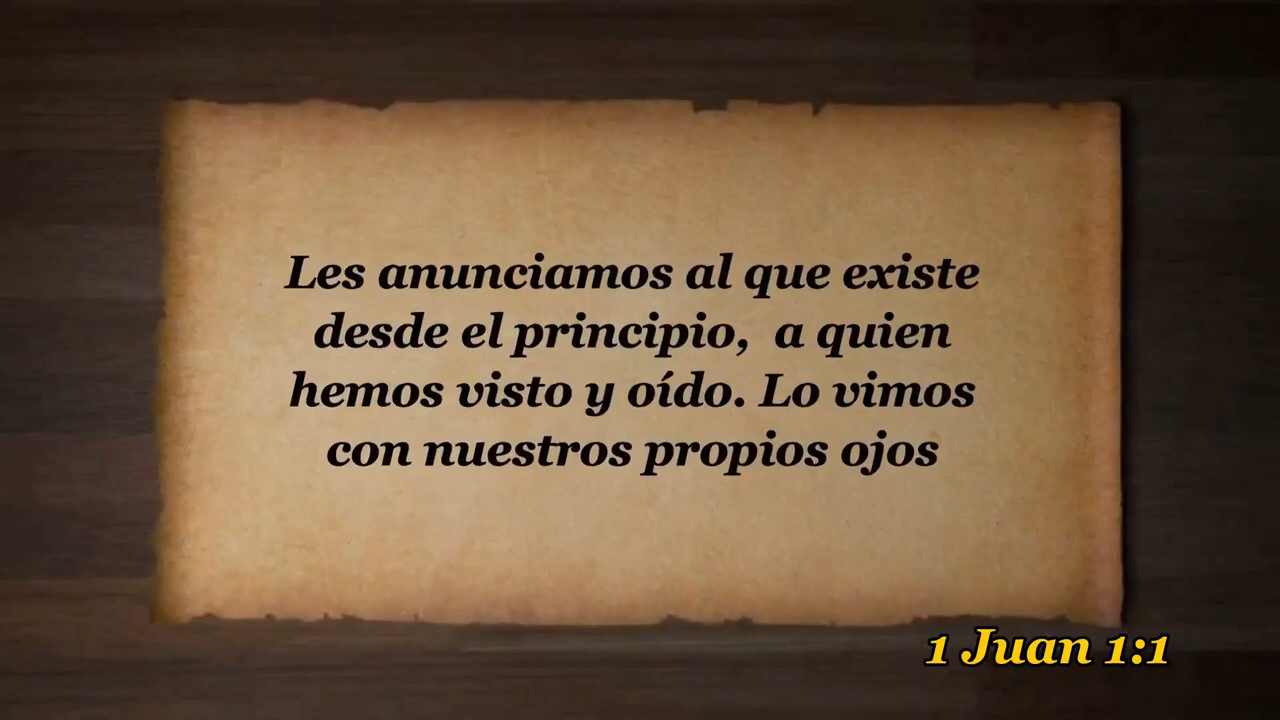 Les anunciamos al que existe
desde el principio,  a quien
hemos visto y oído. Lo vimos
con nuestros propios ojos
1 Juan 1:1